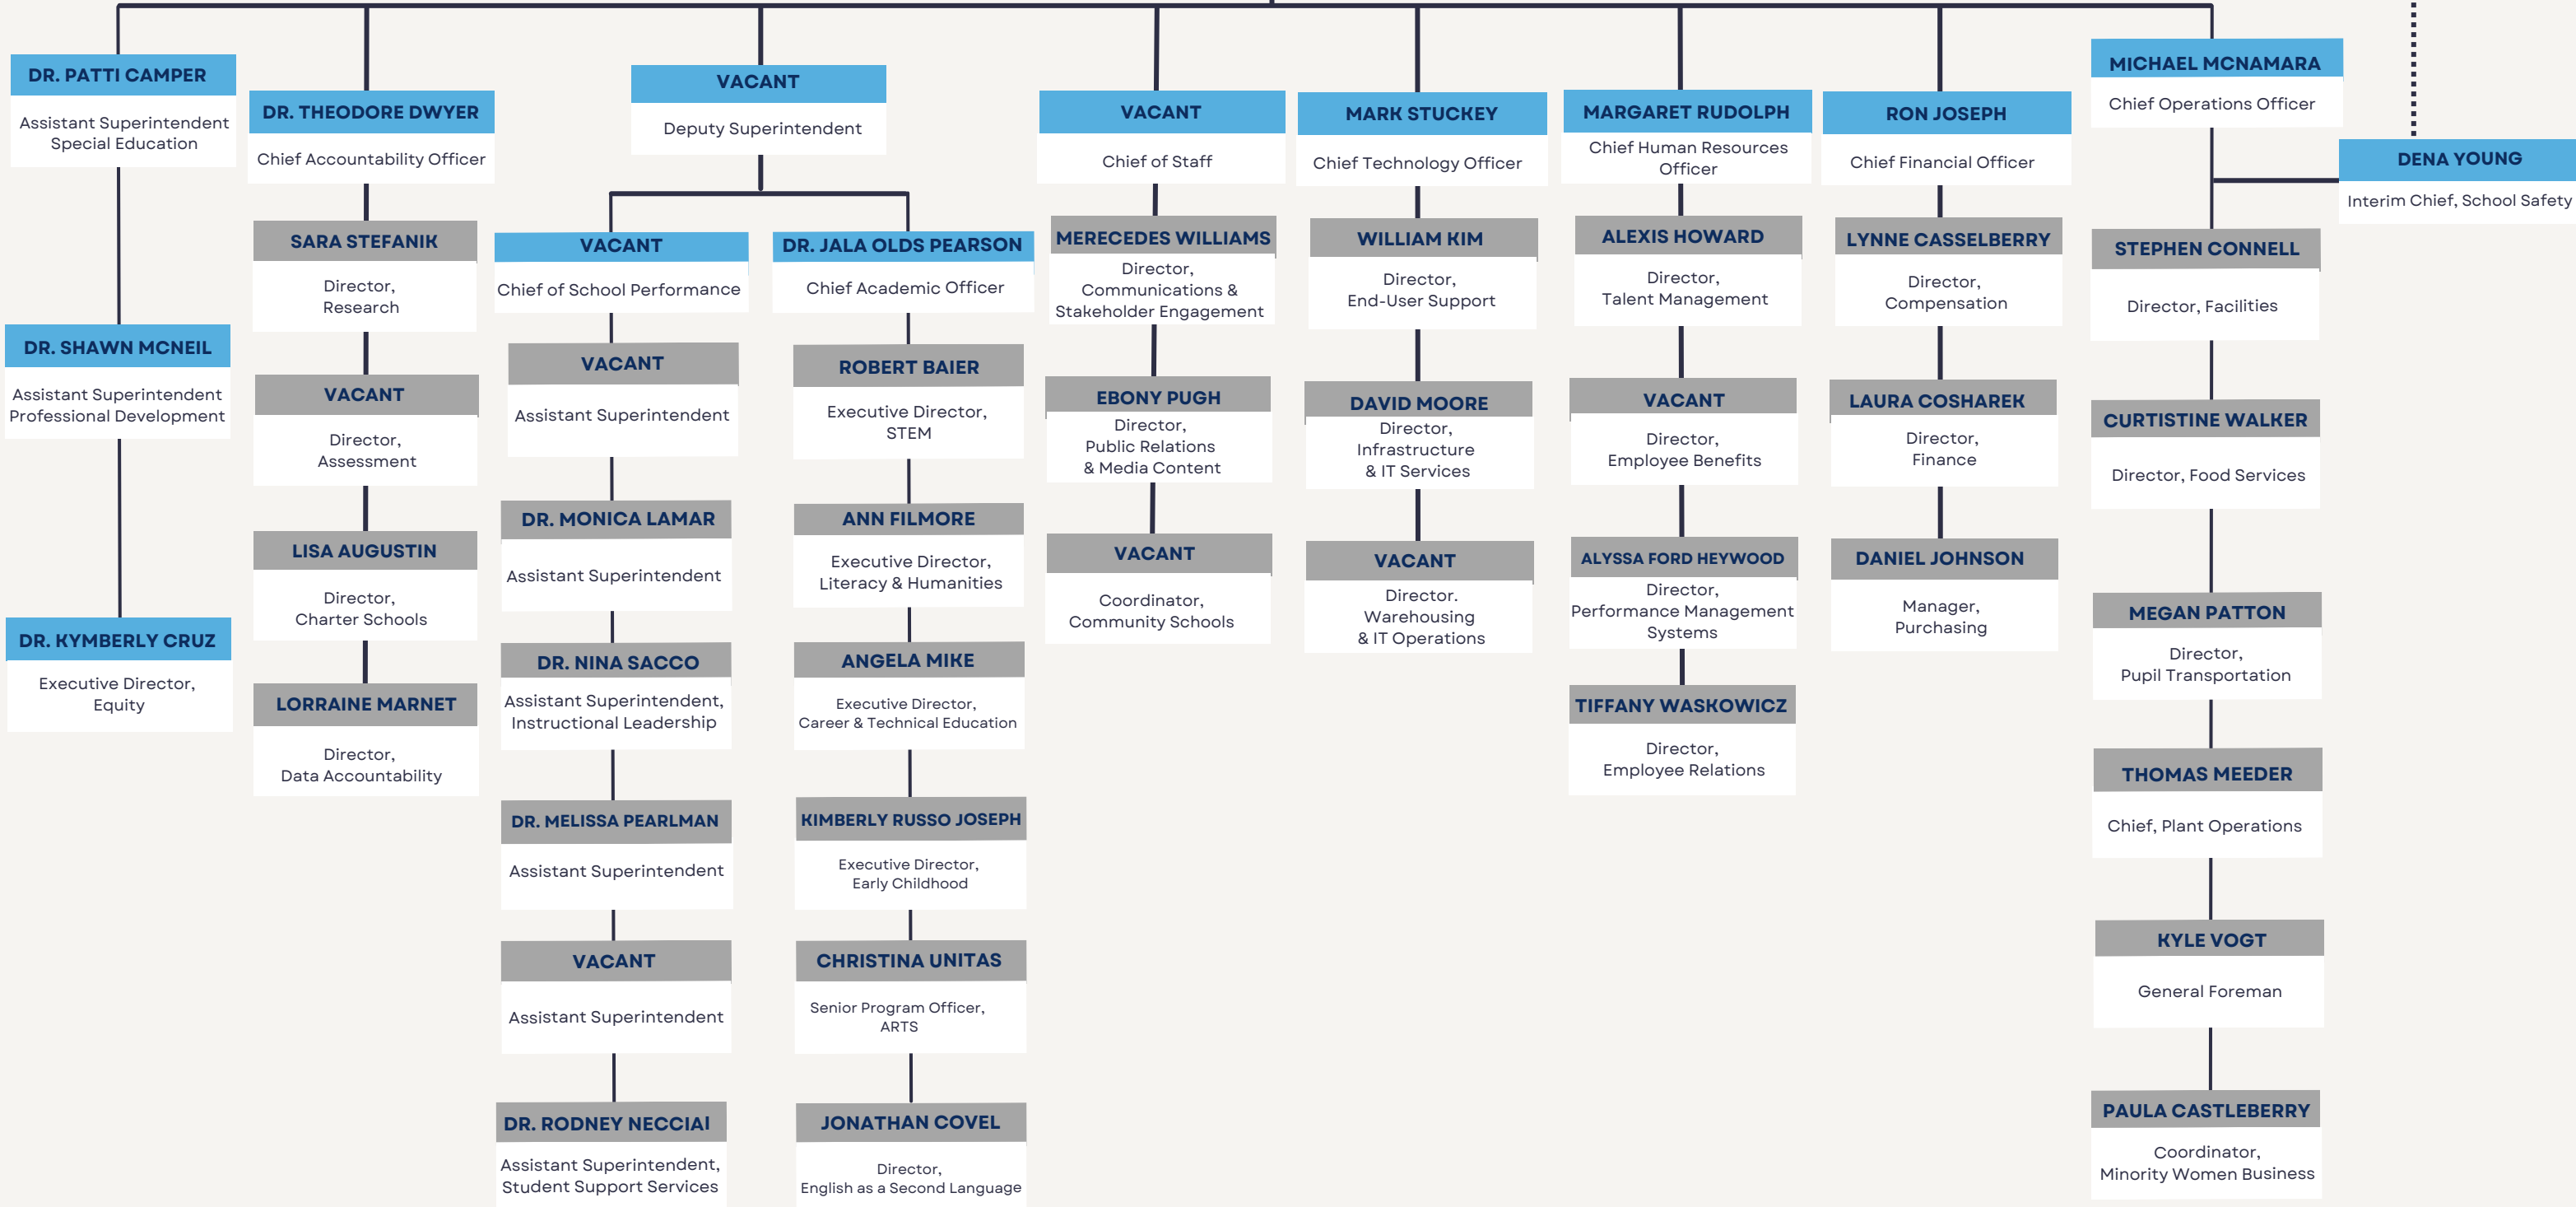 DR. PATTI CAMPER
Assistant Superintendent
Special Education
DR. SHAWN MCNEIL
Assistant Superintendent
Professional Development
DR. KYMBERLY CRUZ
Executive Director,
Equity
DR. THEODORE DWYER
Chief Accountability Officer
SARA STEFANIK
Director,
Research
VACANT
Director,
Assessment
LISA AUGUSTIN
Director,
Charter Schools
LORRAINE MARNET
Director,
Data Accountability
VACANT
Deputy Superintendent
VACANT
Chief of School Performance
VACANT
Assistant Superintendent
DR. MONICA LAMAR
Assistant Superintendent
DR. NINA SACCO
Assistant Superintendent,
Instructional Leadership
DR. MELISSA PEARLMAN
Assistant Superintendent
VACANT
Assistant Superintendent
DR. RODNEY NECCIAI
Assistant Superintendent,
Student Support Services
DR. JALA OLDS PEARSON
Chief Academic Officer
ROBERT BAIER
Executive Director,
STEM
ANN FILMORE
Executive Director,
Literacy & Humanities
ANGELA MIKE
Executive Director,
Career & Technical Education
KIMBERLY RUSSO JOSEPH
Executive Director,
Early Childhood
CHRISTINA UNITAS
Senior Program Officer,
ARTS
JONATHAN COVEL
Director,
English as a Second Language
VACANT
Chief of Staff
MERECEDES WILLIAMS
Director,
Communications &
Stakeholder Engagement
EBONY PUGH
Director,
Public Relations
& Media Content
VACANT
Coordinator,
Community Schools
MARK STUCKEY
Chief Technology Officer
WILLIAM KIM
Director,
End-User Support
DAVID MOORE
Director,
Infrastructure
& IT Services
VACANT
Director.
Warehousing
& IT Operations
MARGARET RUDOLPH
Chief Human Resources
Officer
ALEXIS HOWARD
Director,
Talent Management
VACANT
Director,
Employee Benefits
ALYSSA FORD HEYWOOD
Director,
Performance Management
Systems
TIFFANY WASKOWICZ
Director,
Employee Relations
RON JOSEPH
Chief Financial Officer
LYNNE CASSELBERRY
Director,
Compensation
LAURA COSHAREK
Director,
Finance
DANIEL JOHNSON
Manager,
Purchasing
MICHAEL MCNAMARA
Chief Operations Officer
DENA YOUNG
Interim Chief, School Safety
STEPHEN CONNELL
Director, Facilities
CURTISTINE WALKER
Director, Food Services
MEGAN PATTON
Director,
Pupil Transportation
THOMAS MEEDER
Chief, Plant Operations
KYLE VOGT
General Foreman
PAULA CASTLEBERRY
Coordinator,
Minority Women Business